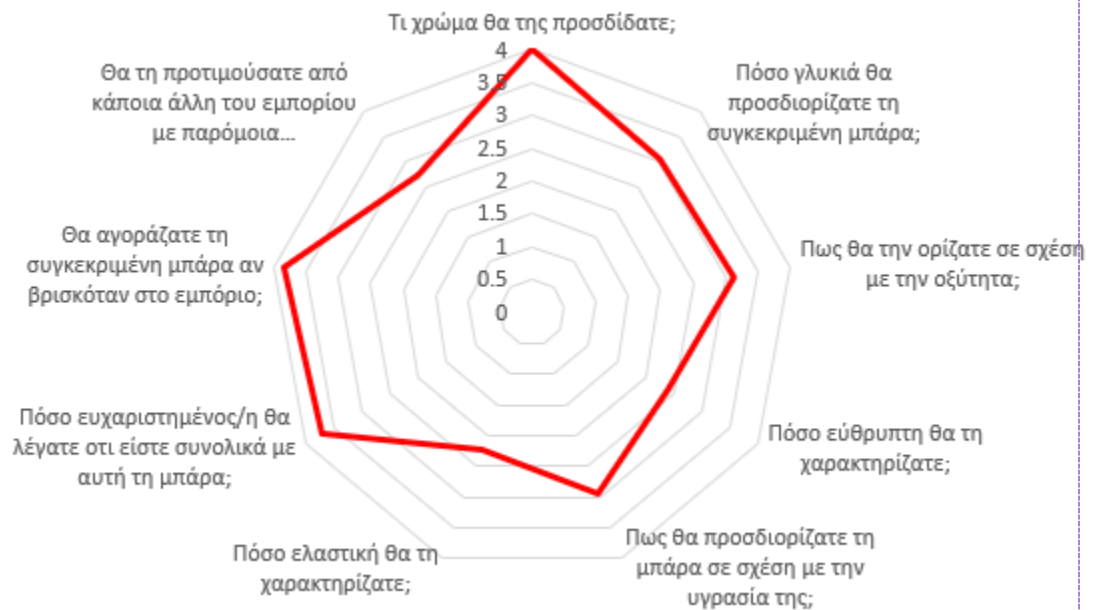 Τι χρώμα θα της προσδίδατε;
Πόσο γλυκιά θα
προσδιορίζατε τη
συγκεκριμένη μπάρα;
Πως θα την ορίζατε σε σχέση
με την οξύτητα;
Πόσο εύθρυπτη θα τη
χαρακτηρίζατε;
Πως θα προσδιορίζατε τη
μπάρα σε σχέση με την
υγρασία της;
Πόσο ελαστική θα τη
χαρακτηρίζατε;
Πόσο ευχαριστημένος/η θα
λέγατε οτι είστε συνολικά με
αυτή τη μπάρα;
Θα αγοράζατε τη
συγκεκριμένη μπάρα αν
βρισκόταν στο εμπόριο;
Θα τη προτιμούσατε από
κάποια άλλη του εμπορίου
με παρόμοια...
4
3.5
3
2.5
2
1.5
1
0.5
0